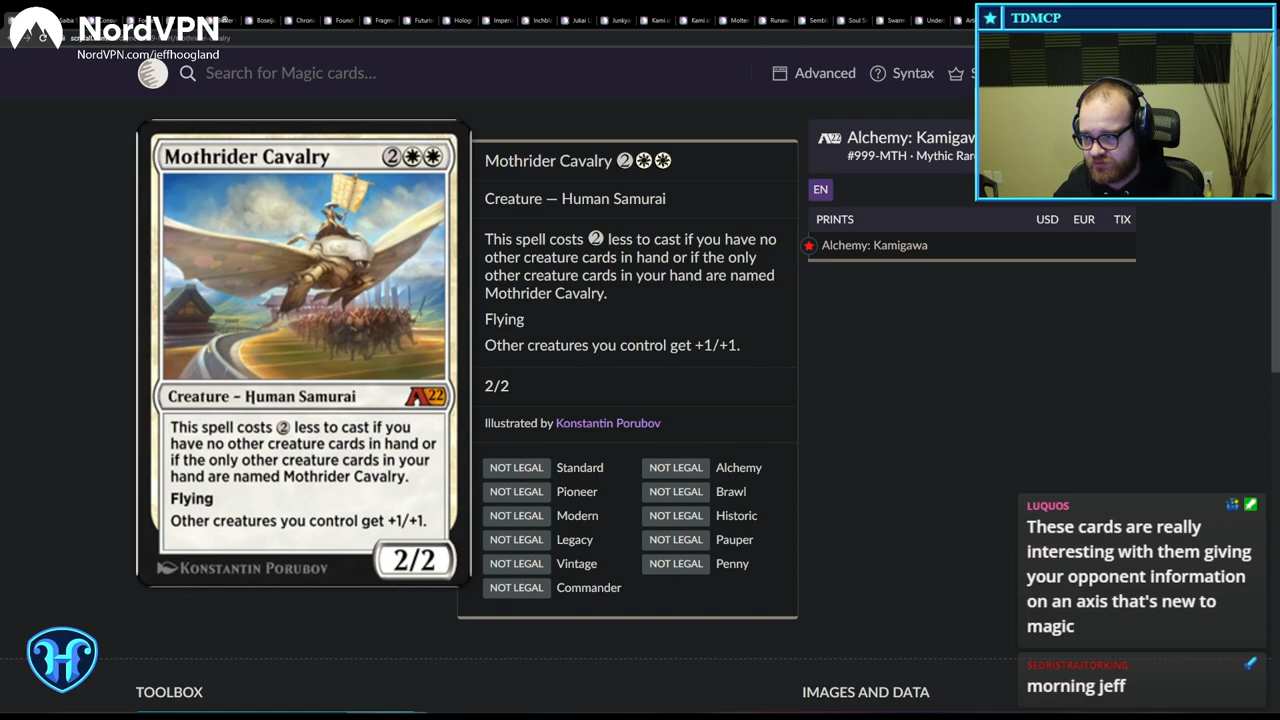 NordVPN
NordVPN.com/jeffhoogland
Search for Magic cards...
Advanced
Syntax
TDMCP
Mothrider Cavalry 2
Creature – Human Samurai
A22
This spell costs 2 less to cast if you
have no other creature cards in hand or
if the only other creature cards in your
hand are named Mothrider Cavalry.
Flying
Other creatures you control get +1/+1.
KONSTANTIN PORUBOV
2/2
Mothrider Cavalry 2
Creature — Human Samurai
This spell costs 2 less to cast if you have no
other creature cards in hand or if the only
other creature cards in your hand are named
Mothrider Cavalry.
Flying
Other creatures you control get +1/+1.
2/2
Illustrated by Konstantin Porubov
NOT LEGAL Standard NOT LEGAL Alchemy
NOT LEGAL Pioneer NOT LEGAL Brawl
NOT LEGAL Modern NOT LEGAL Historic
NOT LEGAL Legacy NOT LEGAL Pauper
NOT LEGAL Vintage NOT LEGAL Penny
NOT LEGAL Commander
A22 Alchemy: Kamigaw
#999-MTH · Mythic Rare
EN
PRINTS USD EUR TIX
Alchemy: Kamigawa
LUQUOS
These cards are really
interesting with them giving
your opponent information
on an axis that's new to
magic
SEDRISTRAITORKING
morning jeff
TOOLBOX
IMAGES AND DATA